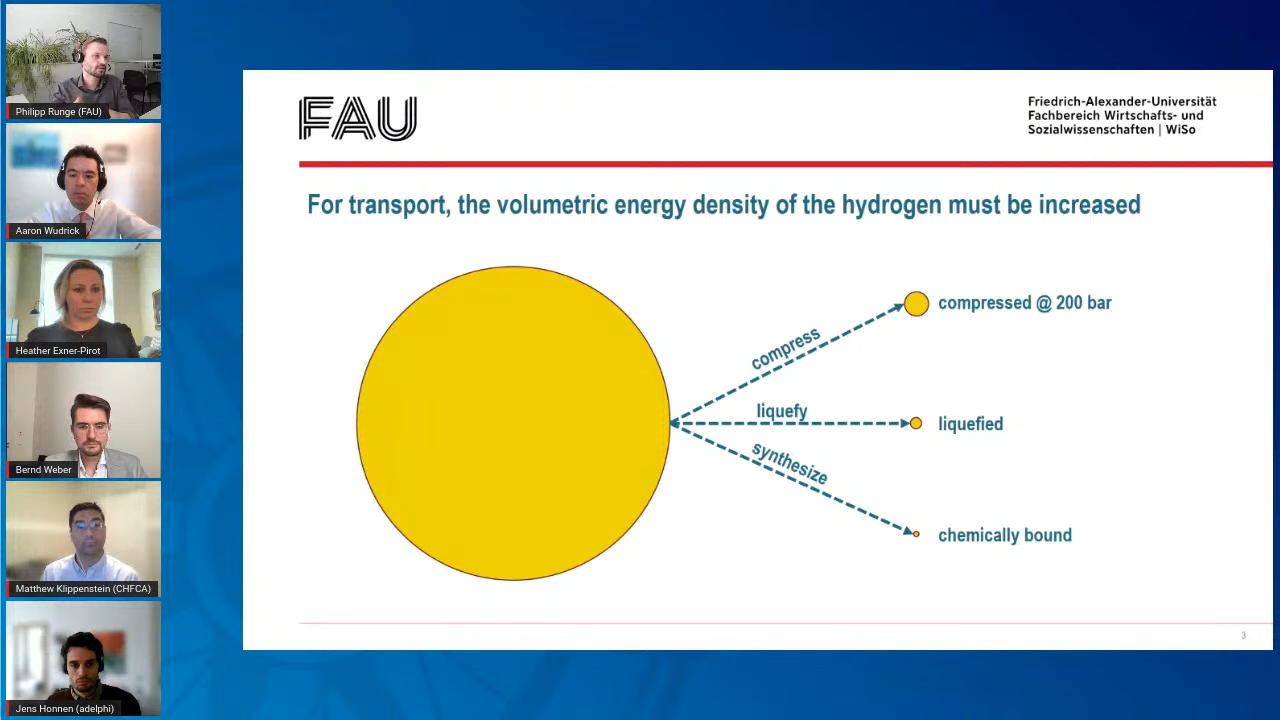 Philipp Runge (FAU)
Aaron Wudrick
Heather Exner-Pirot
Bernd Weber
Matthew Klippenstein (CHFCA)
Jens Honnen (adelphi)
FAU
Friedrich-Alexander-Universität
Fachbereich Wirtschafts- und
Sozialwissenschaften | WiSo
For transport, the volumetric energy density of the hydrogen must be increased
compress
compressed @ 200 bar
liquefy
liquefied
synthesize
chemically bound
3